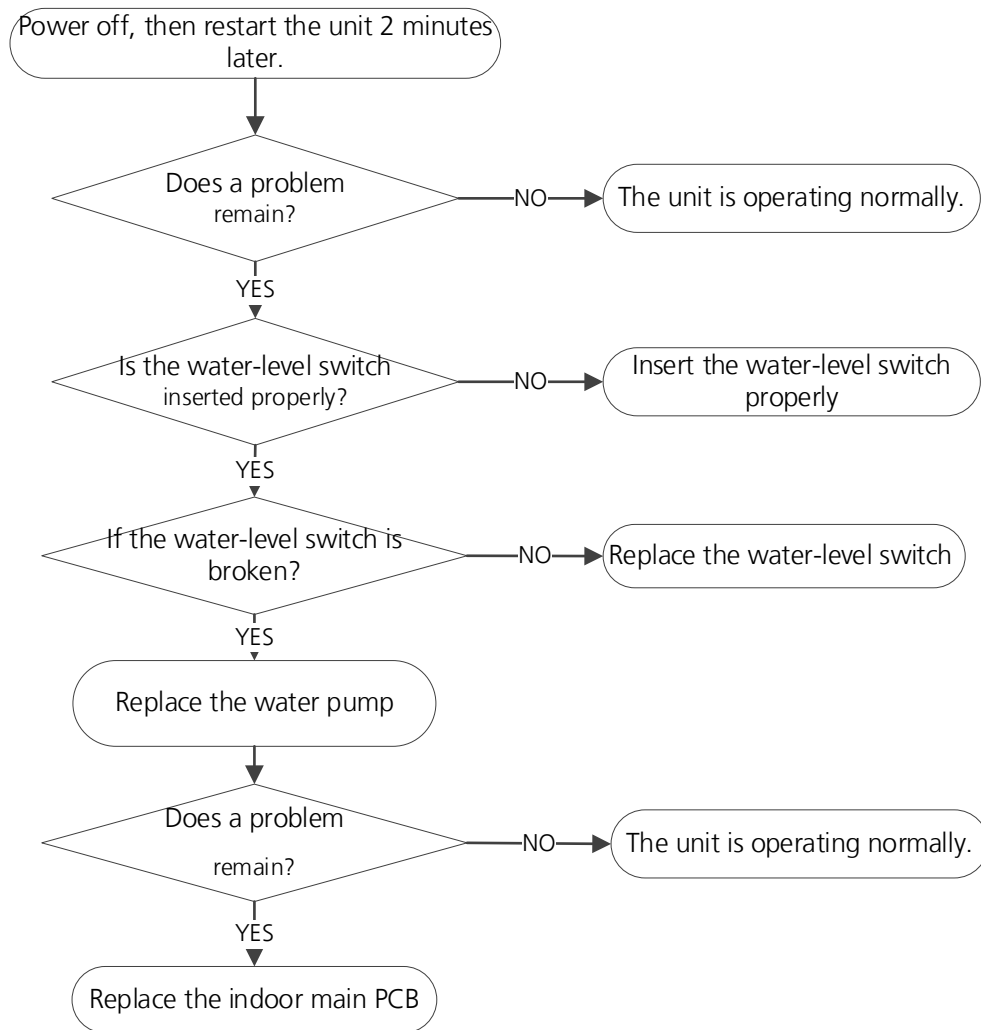 Power off, then restart the unit 2 minutes
later.
Does a problem
remain?
NO
The unit is operating normally.
YES
Is the water-level switch
inserted properly?
NO
Insert the water-level switch
properly
YES
If the water-level switch is
broken?
NO
Replace the water-level switch
YES
Replace the water pump
Does a problem
remain?
NO
The unit is operating normally.
YES
Replace the indoor main PCB